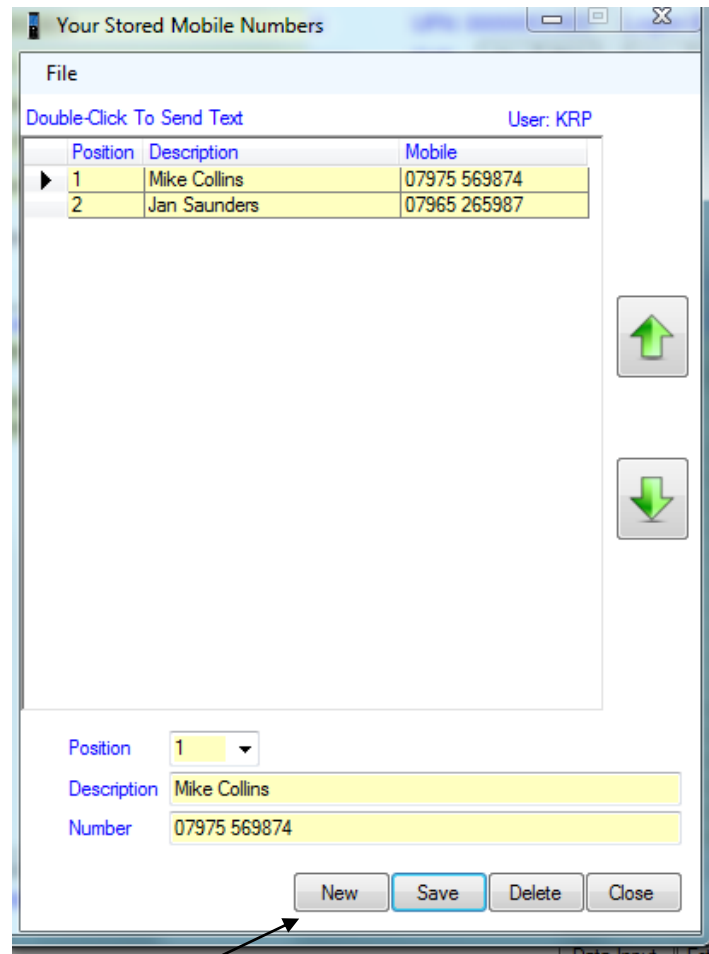 Your Stored Mobile Numbers
File
Double-Click To Send Text User: KRP
Position Description Mobile
1 Mike Collins 07975 569874
2 Jan Saunders 07965 265987
Position 1
Description Mike Collins
Number 07975 569874
New Save Delete Close